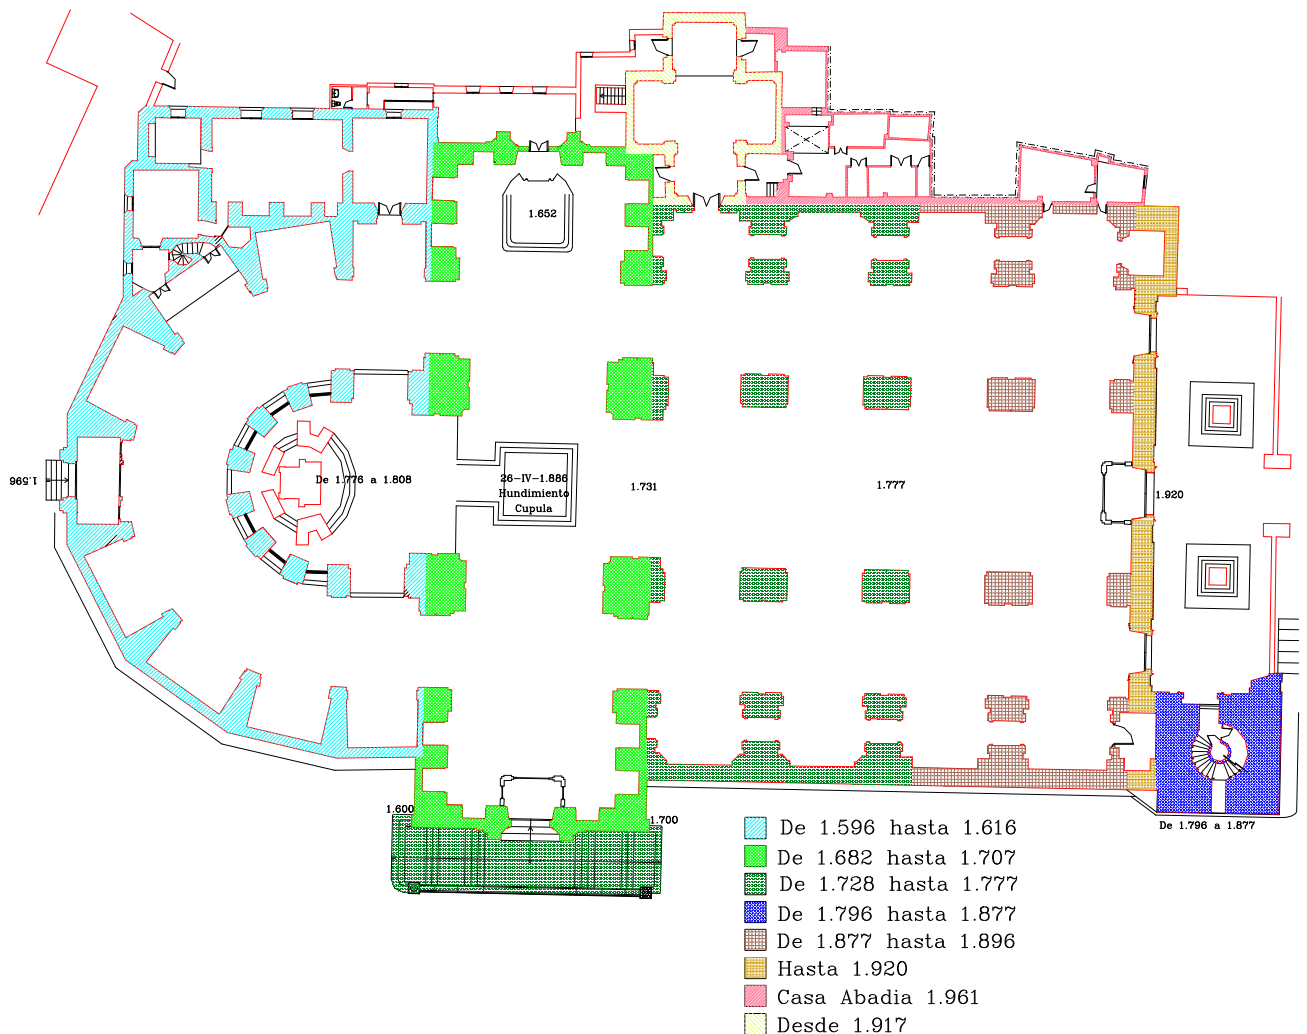 1.652
1.596
De 1.776 a 1.808
26-IV-1.886
Hundimiento
Cupula
1.731
1.777
1.920
1.600
1.700
De 1.796 a 1.877
De 1.596 hasta 1.616
De 1.682 hasta 1.707
De 1.728 hasta 1.777
De 1.796 hasta 1.877
De 1.877 hasta 1.896
Hasta 1.920
Casa Abadia 1.961
Desde 1.917